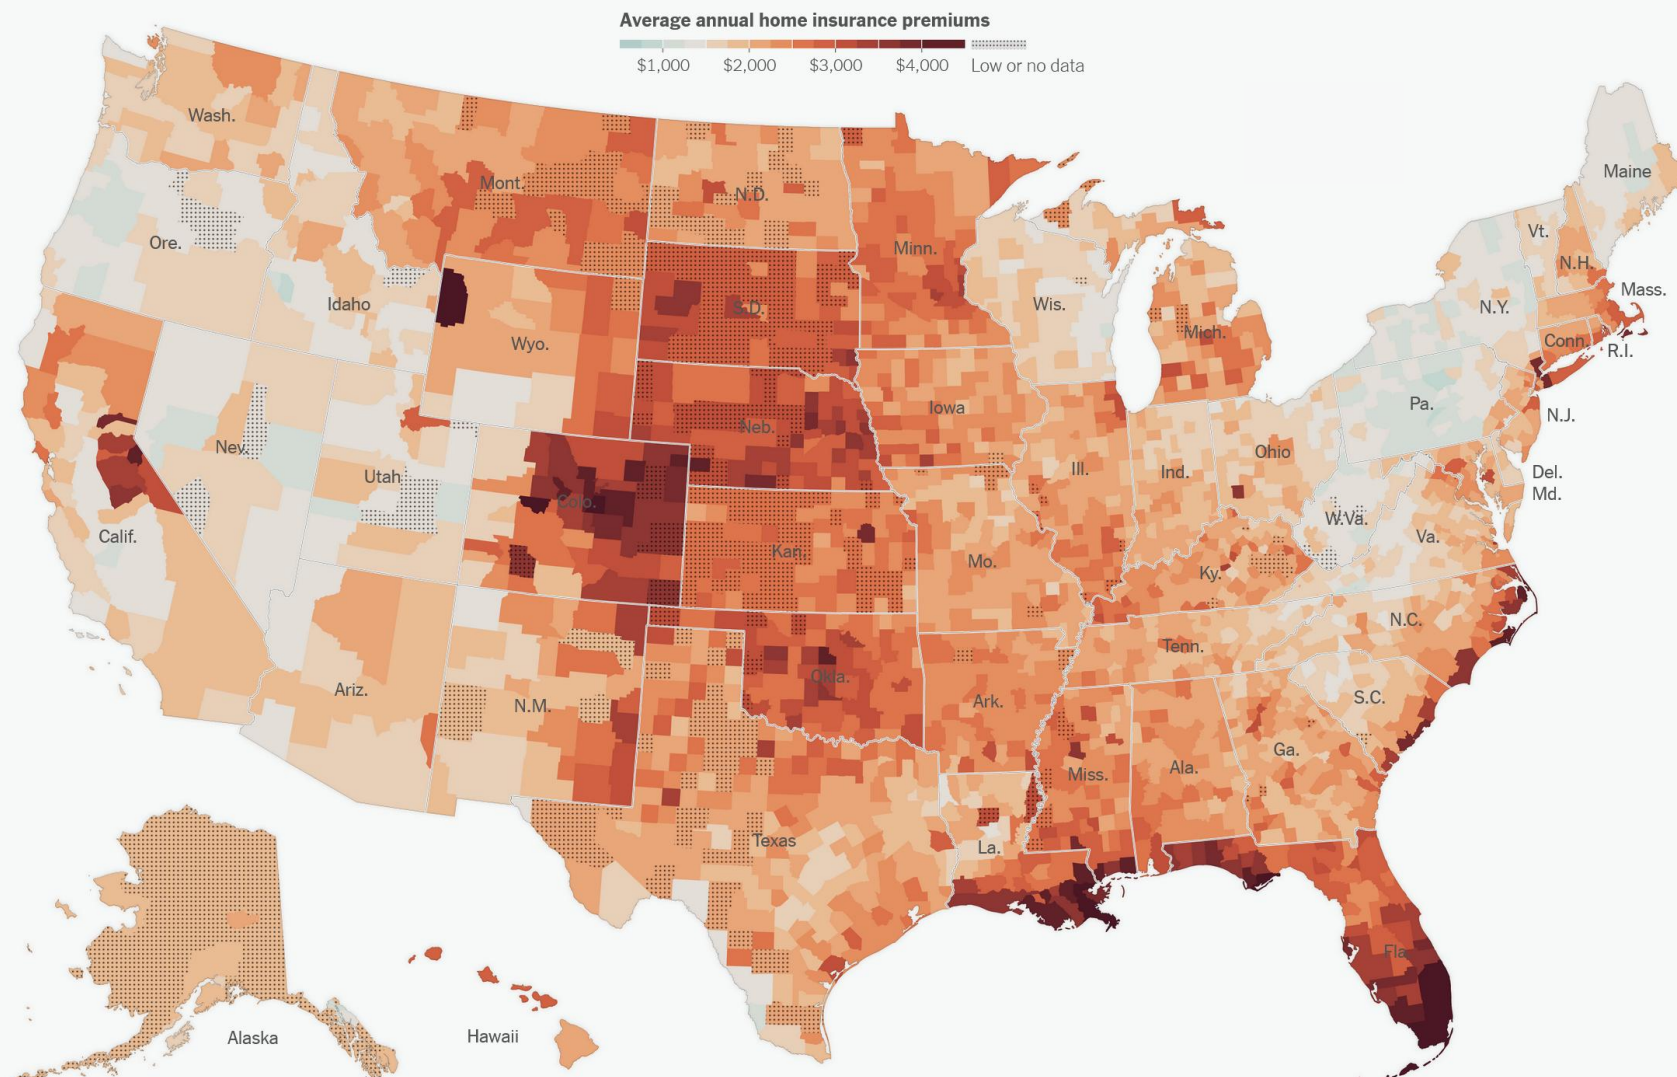 Average annual home insurance premiums
$1,000 $2,000 $3,000 $4,000 Low or no data
Wash.
Mont.
N.D.
Minn.
Maine
Ore.
Idaho
Wyo.
S.D.
Wis.
Mich.
Vt.
N.H.
N.Y.
Mass.
Conn.
R.I.
Nev.
Utah
Colo.
Neb.
Iowa
Ill.
Ind.
Ohio
Pa.
N.J.
Del.
Md.
Calif.
Kan.
Mo.
Ky.
W.Va.
Va.
Ariz.
N.M.
Okla.
Ark.
Tenn.
N.C.
S.C.
Texas
La.
Miss.
Ala.
Ga.
Fla.
Alaska
Hawaii